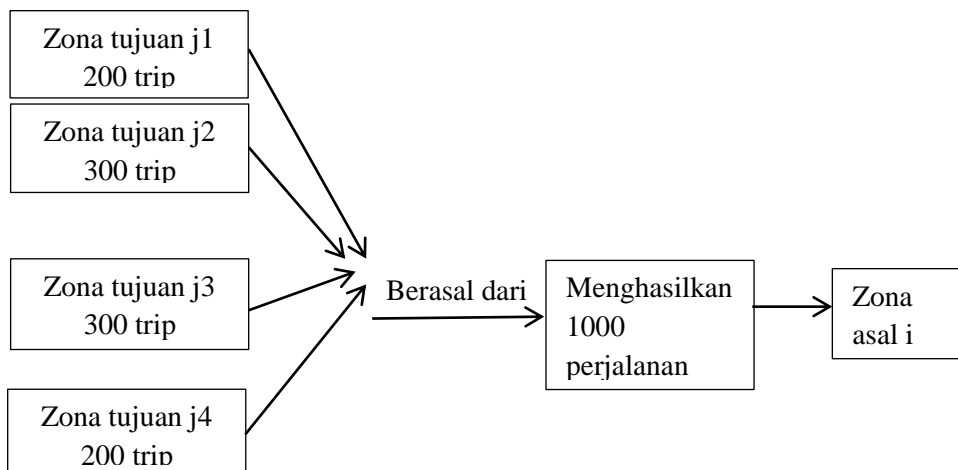 Zona tujuan j1
200 trip
Zona tujuan j2
300 trip
Zona tujuan j3
300 trip
Zona tujuan j4
200 trip
Berasal dari
Menghasilkan
1000
perjalanan
Zona
asal i